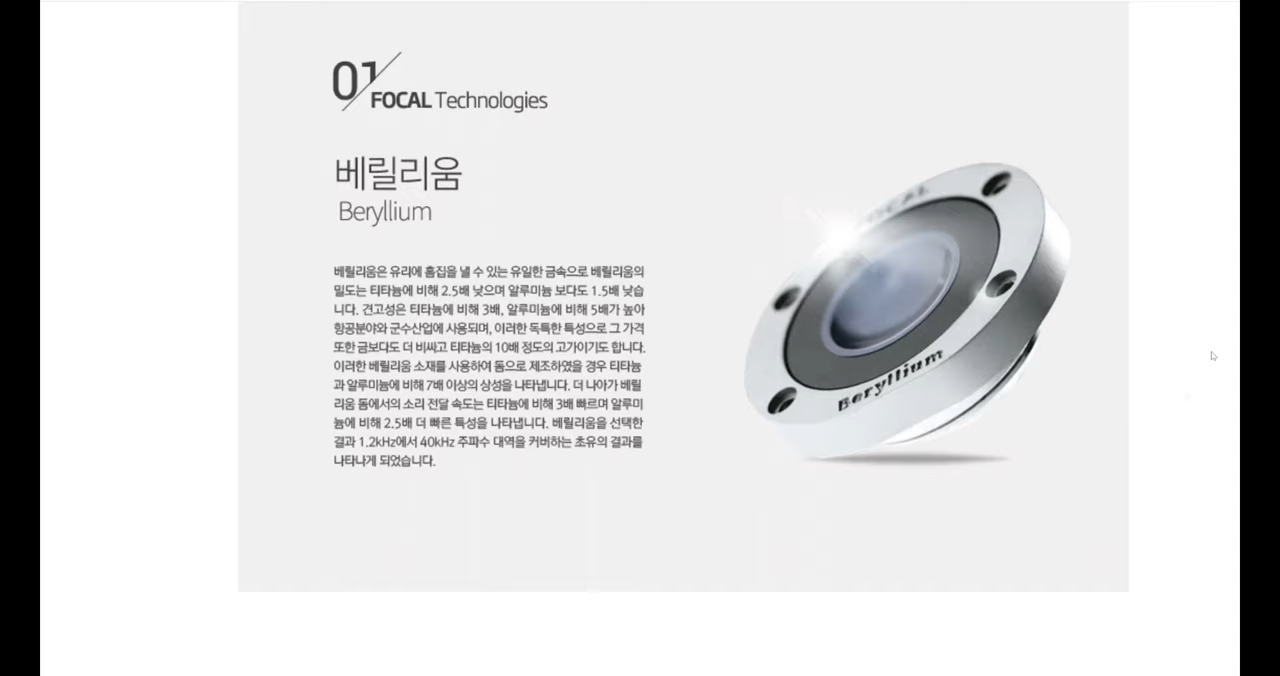 01
FOCAL Technologies
베릴리움
Beryllium
베릴리움은 유리에 흠집을 낼 수 있는 유일한 금속으로 베릴리움의
밀도는 티타늄에 비해 2.5배 낮으며 알루미늄 보다도 1.5배 낮습
니다. 견고성은 티타늄에 비해 3배, 알루미늄에 비해 5배가 높아
항공분야와 군수산업에 사용되며, 이러한 독특한 특성으로 그 가격
또한 금보다도 더 비싸고 티타늄의 10배 정도의 고가이기도 합니다.
이러한 베릴리움 소재를 사용하여 돔으로 제조하였을 경우 티타늄
과 알루미늄에 비해 7배 이상의 상성을 나타냅니다. 더 나아가 베릴
리움 돔에서의 소리 전달 속도는 티타늄에 비해 3배 빠르며 알루미
늄에 비해 2.5배 더 빠른 특성을 나타냅니다. 베릴리움을 선택한
결과 1.2kHz에서 40kHz 주파수 대역을 커버하는 초유의 결과를
나타나게 되었습니다.
FOCAL
Beryllium